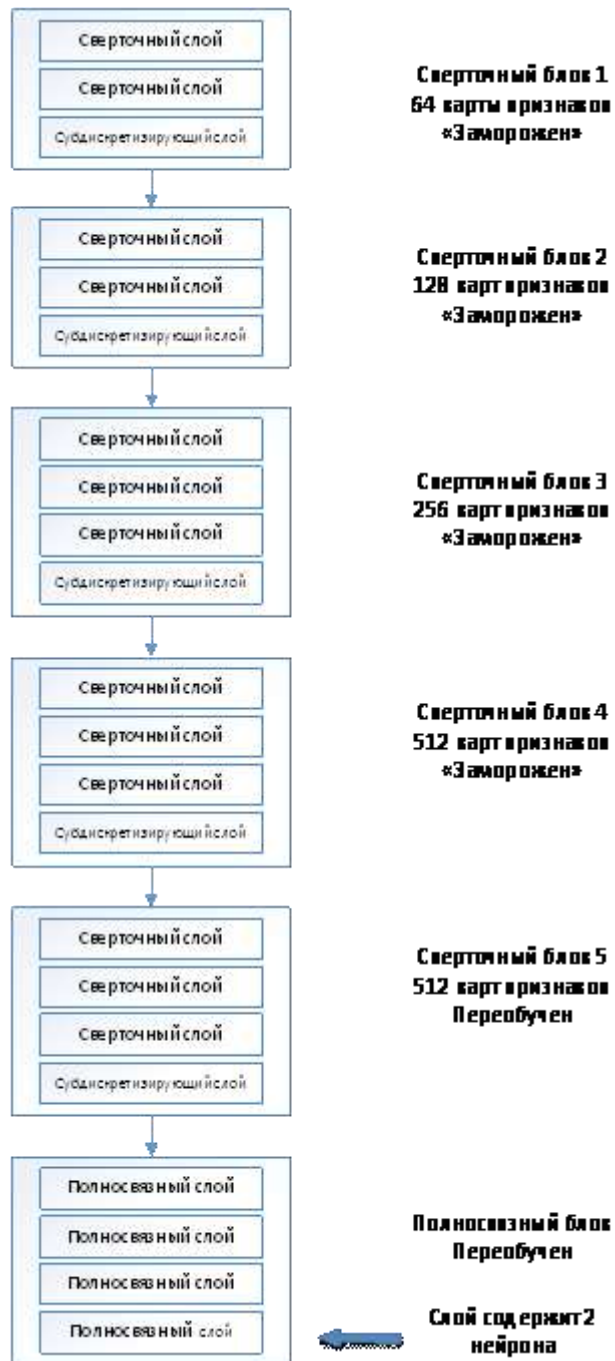 Сверточный слой
Сверточный слой
Субдискретизирующий слой
Сверточный блок 1
64 карты признаков
«Заморожен»
Сверточный слой
Сверточный слой
Субдискретизирующий слой
Сверточный блок 2
128 карт признаков
«Заморожен»
Сверточный слой
Сверточный слой
Сверточный слой
Субдискретизирующий слой
Сверточный блок 3
256 карт признаков
«Заморожен»
Сверточный слой
Сверточный слой
Сверточный слой
Субдискретизирующий слой
Сверточный блок 4
512 карт признаков
«Заморожен»
Сверточный слой
Сверточный слой
Сверточный слой
Субдискретизирующий слой
Сверточный блок 5
512 карт признаков
Переобучен
Полносвязный слой
Полносвязный слой
Полносвязный слой
Полносвязный слой
Полносвязный блок
Переобучен
Слой содержит 2
нейрона